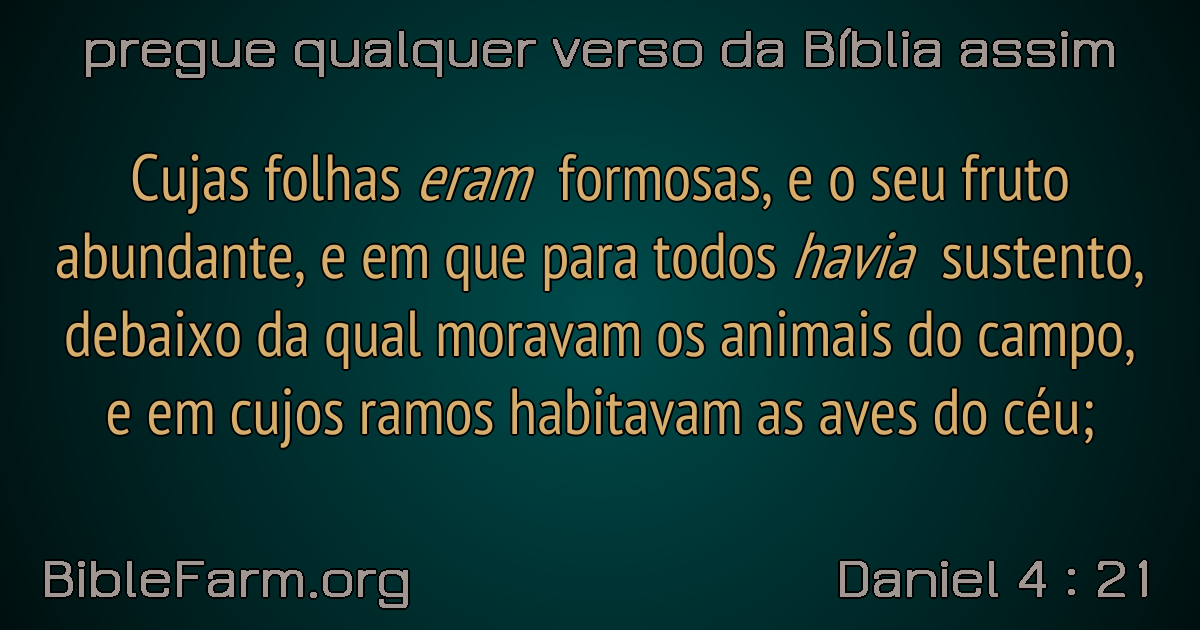 pregue qualquer verso da Bíblia assim
Cujas folhas eram formosas, e o seu fruto
abundante, e em que para todos havia sustento,
debaixo da qual moravam os animais do campo,
e em cujos ramos habitavam as aves do céu;
BibleFarm.org
Daniel 4 : 21